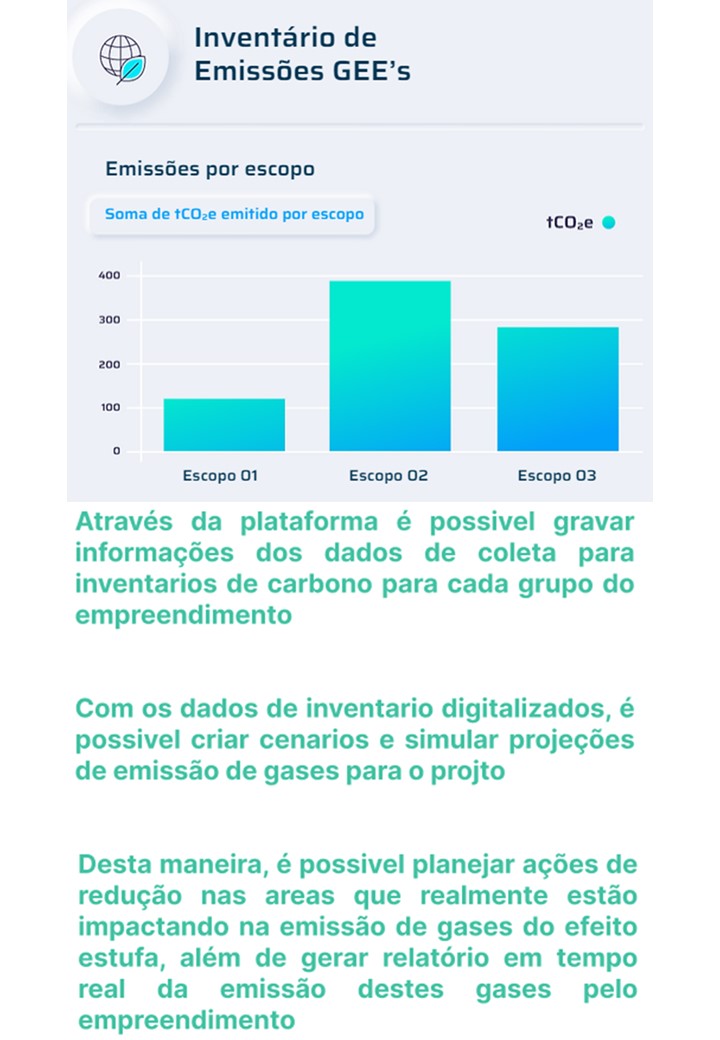 Inventário de
Emissões GEE’s
Emissões por escopo
Soma de tCO₂e emitido por escopo
tCO₂e
400
300
200
100
0
Escopo 01 Escopo 02 Escopo 03
Através da plataforma é possivel gravar
informações dos dados de coleta para
inventarios de carbono para cada grupo do
empreendimento
Com os dados de inventario digitalizados, é
possivel criar cenarios e simular projeções
de emissão de gases para o projto
Desta maneira, é possivel planejar ações de
redução nas areas que realmente estão
impactando na emissão de gases do efeito
estufa, além de gerar relatório em tempo
real da emissão destes gases pelo
empreendimento